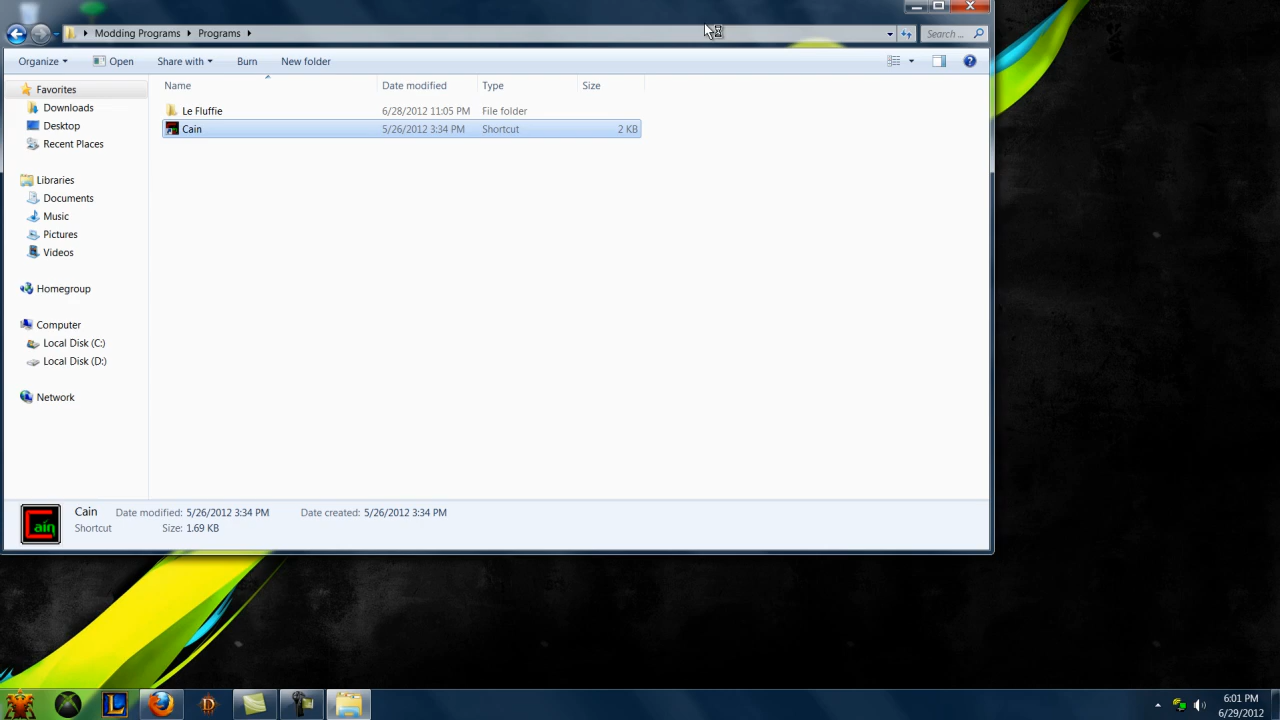 Modding Programs Programs Search ...
Organize Open Share with Burn New folder
Name Date modified Type Size
Favorites
Downloads
Desktop
Recent Places
Libraries
Documents
Music
Pictures
Videos
Homegroup
Computer
Local Disk (C:)
Local Disk (D:)
Network
Le Fluffie 6/28/2012 11:05 PM File folder
Cain 5/26/2012 3:34 PM Shortcut 2 KB
Cain
Cain Date modified: 5/26/2012 3:34 PM Date created: 5/26/2012 3:34 PM
Shortcut Size: 1.69 KB
6:01 PM
6/29/2012